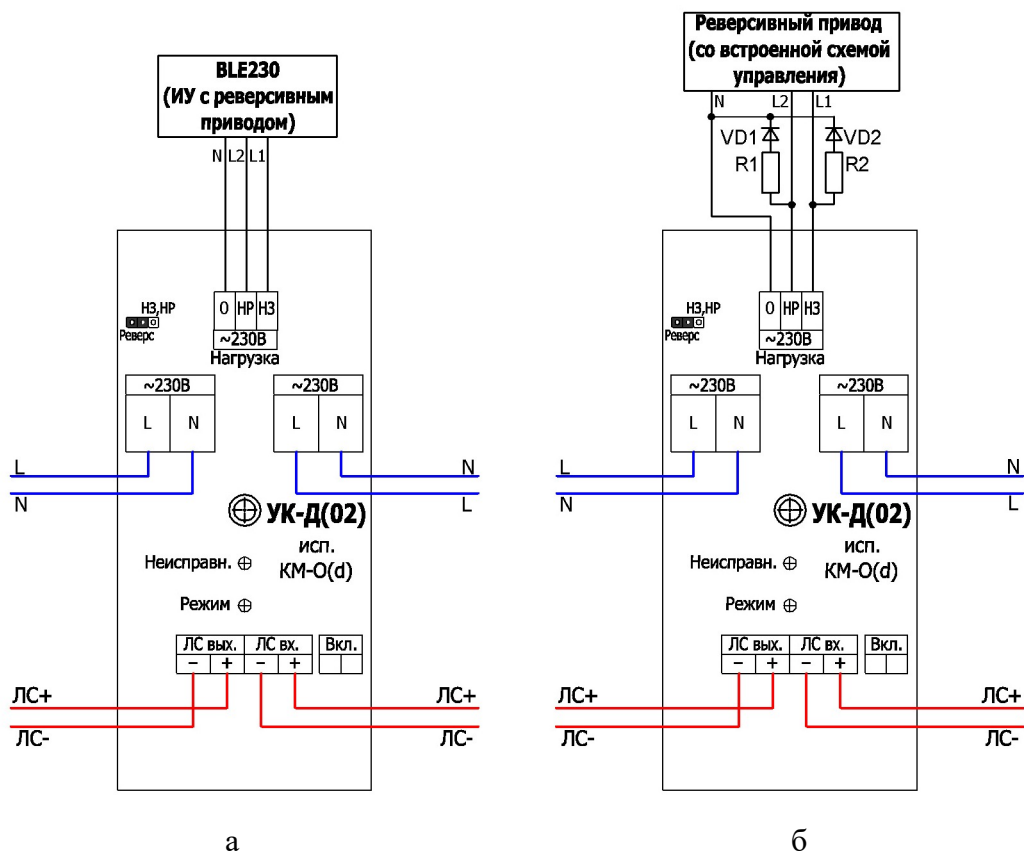 BLE230
(ИУ с реверсивным
приводом)
N L2 L1
НЗ,НР
Реверс
О НР НЗ
~230В
Нагрузка
~230В ~230В
L N L N
L N
N L
УК-Д(02)
исп.
КМ-О(d)
Неисправн.
Режим
ЛС вых. ЛС вх. Вкл.
− + − +
ЛС+ ЛС+
ЛС- ЛС-
а
Реверсивный привод
(со встроенной схемой
управления)
N L2 L1
VD1 VD2
R1 R2
НЗ,НР
Реверс
О НР НЗ
~230В
Нагрузка
~230В ~230В
L N L N
L N
N L
УК-Д(02)
исп.
КМ-О(d)
Неисправн.
Режим
ЛС вых. ЛС вх. Вкл.
− + − +
ЛС+ ЛС+
ЛС- ЛС-
б